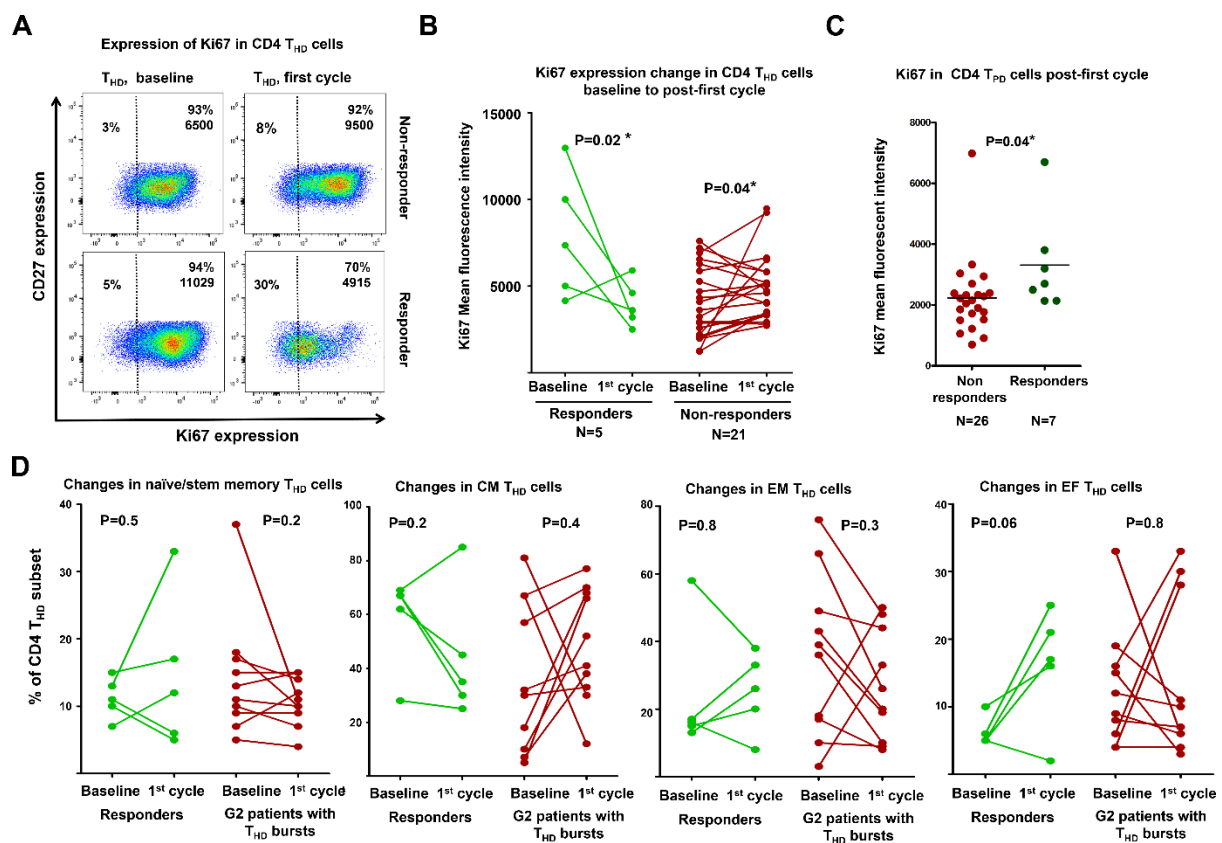 A
Expression of Ki67 in CD4 THD cells
THD, baseline
THD, first cycle
3%
93%
6500
8%
92%
9500
Non-responder
5%
94%
11029
30%
70%
4915
Responder
CD27 expression
Ki67 expression
B
Ki67 expression change in CD4 THD cells
baseline to post-first cycle
Ki67 Mean fluorescence intensity
15000
10000
5000
P=0.02 *
P=0.04*
Baseline 1st cycle
Baseline 1st cycle
Responders
Non-responders
N=5
N=21
C
Ki67 in CD4 TPD cells post-first cycle
Ki67 mean fluorescent intensity
8000
6000
4000
2000
0
P=0.04*
Non
responders
Responders
N=26
N=7
D
% of CD4 THD subset
Changes in naïve/stem memory THD cells
40
30
20
10
0
P=0.5
P=0.2
Baseline 1st cycle
Baseline 1st cycle
Responders
G2 patients with
THD bursts
Changes in CM THD cells
100
80
60
40
20
P=0.2
P=0.4
Baseline 1st cycle
Baseline 1st cycle
Responders
G2 patients with
THD bursts
Changes in EM THD cells
80
60
40
20
0
P=0.8
P=0.3
Baseline 1st cycle
Baseline 1st cycle
Responders
G2 patients with
THD bursts
Changes in EF THD cells
40
30
20
10
0
P=0.06
P=0.8
Baseline 1st cycle
Baseline 1st cycle
Responders
G2 patients with
THD bursts